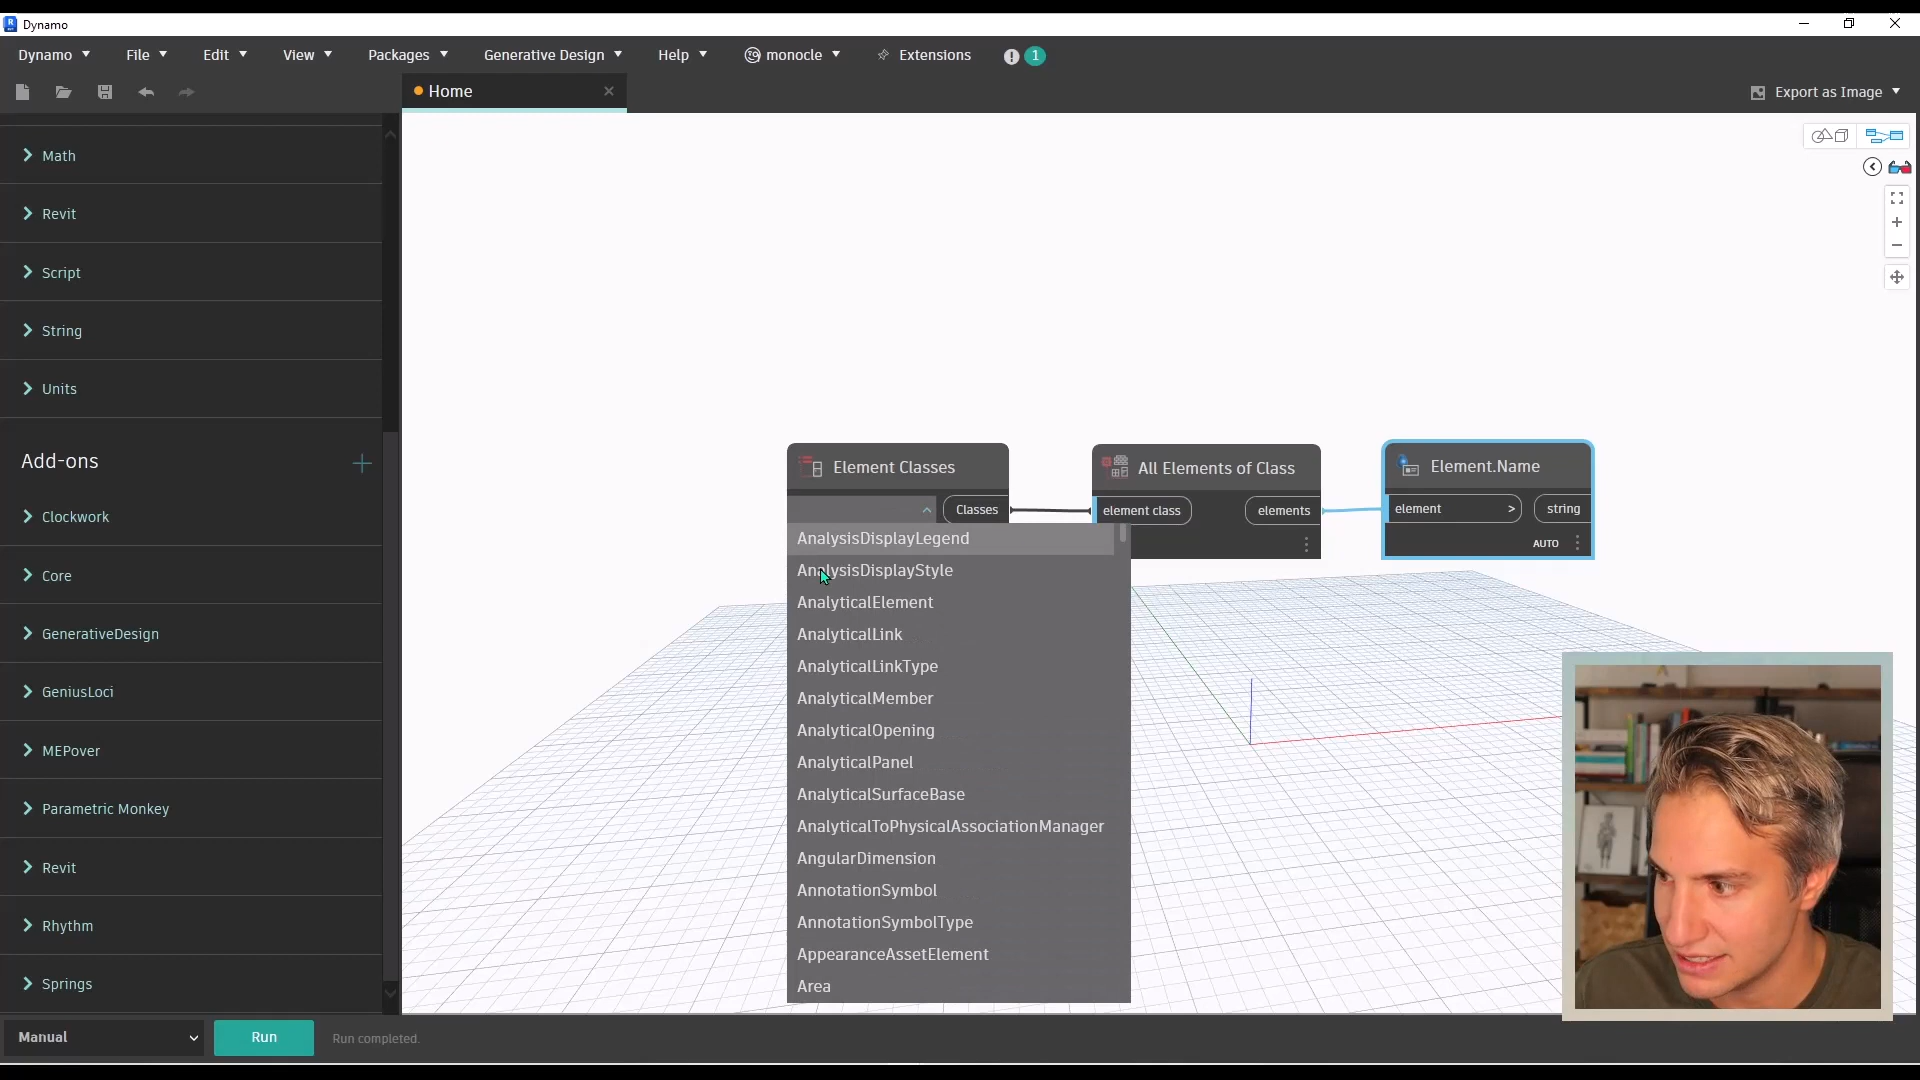 Dynamo
Dynamo File Edit View Packages Generative Design Help monocle Extensions 1
Home
Export as Image
Math
Revit
Script
String
Units
Add-ons
Clockwork
Core
GenerativeDesign
GeniusLoci
MEPover
Parametric Monkey
Revit
Rhythm
Springs
Element Classes
Classes
AnalysisDisplayLegend
AnalysisDisplayStyle
AnalyticalElement
AnalyticalLink
AnalyticalLinkType
AnalyticalMember
AnalyticalOpening
AnalyticalPanel
AnalyticalSurfaceBase
AnalyticalToPhysicalAssociationManager
AngularDimension
AnnotationSymbol
AnnotationSymbolType
AppearanceAssetElement
Area
All Elements of Class
element class elements
Element.Name
element > string
AUTO
Manual Run Run completed.